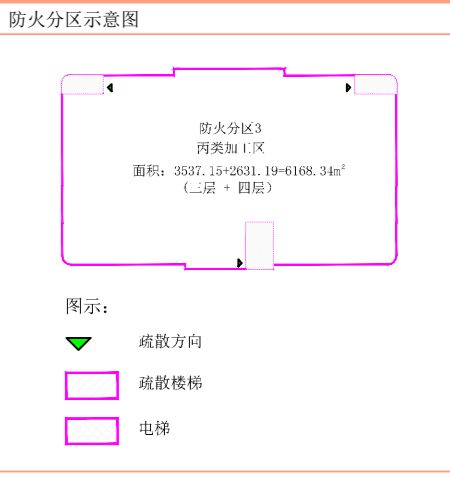 防火分区示意图
防火分区3
丙类加工区
面积：3537.15+2631.19=6168.34m²
（三层 + 四层）
图示：
疏散方向
疏散楼梯
电梯